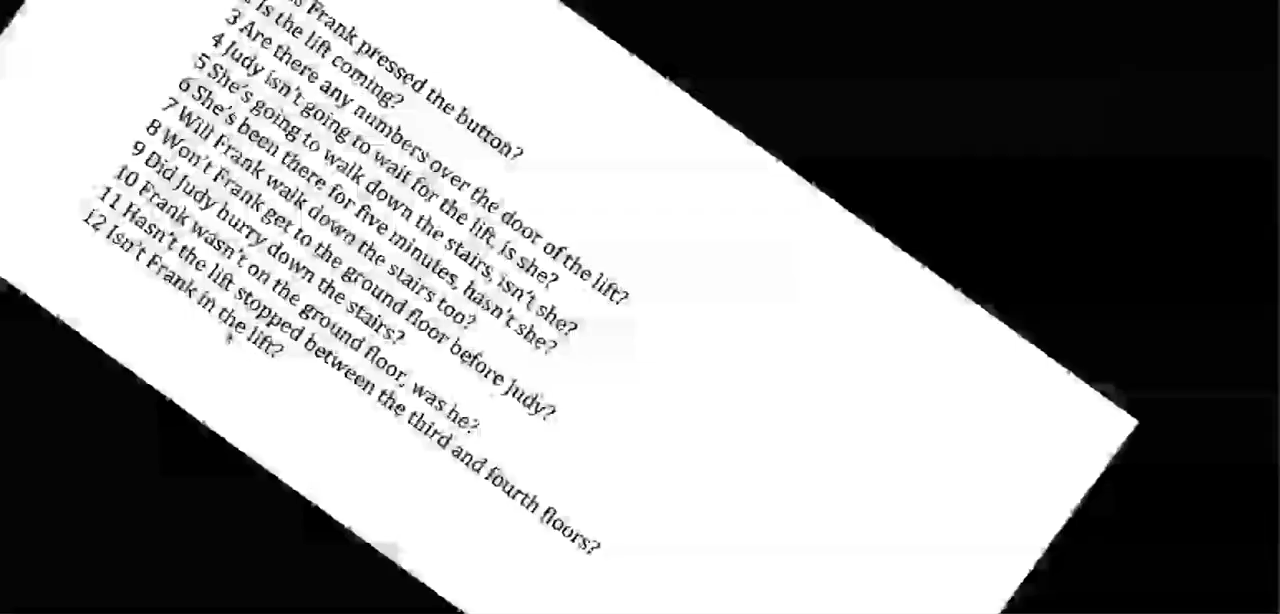 Frank pressed the button?
Is the lift coming?
3 Are there any numbers over the door of the lift?
4 Judy isn't going to wait for the lift, is she?
5 She's going to walk down the stairs, isn't she?
6 She's been there for five minutes, hasn't she?
7 Will Frank walk down the stairs too?
8 Won't Frank get to the ground floor before Judy?
9 Did Judy hurry down the stairs?
10 Frank wasn't on the ground floor, was he?
11 Hasn't the lift stopped between the third and fourth floors?
12 Isn't Frank in the lift?